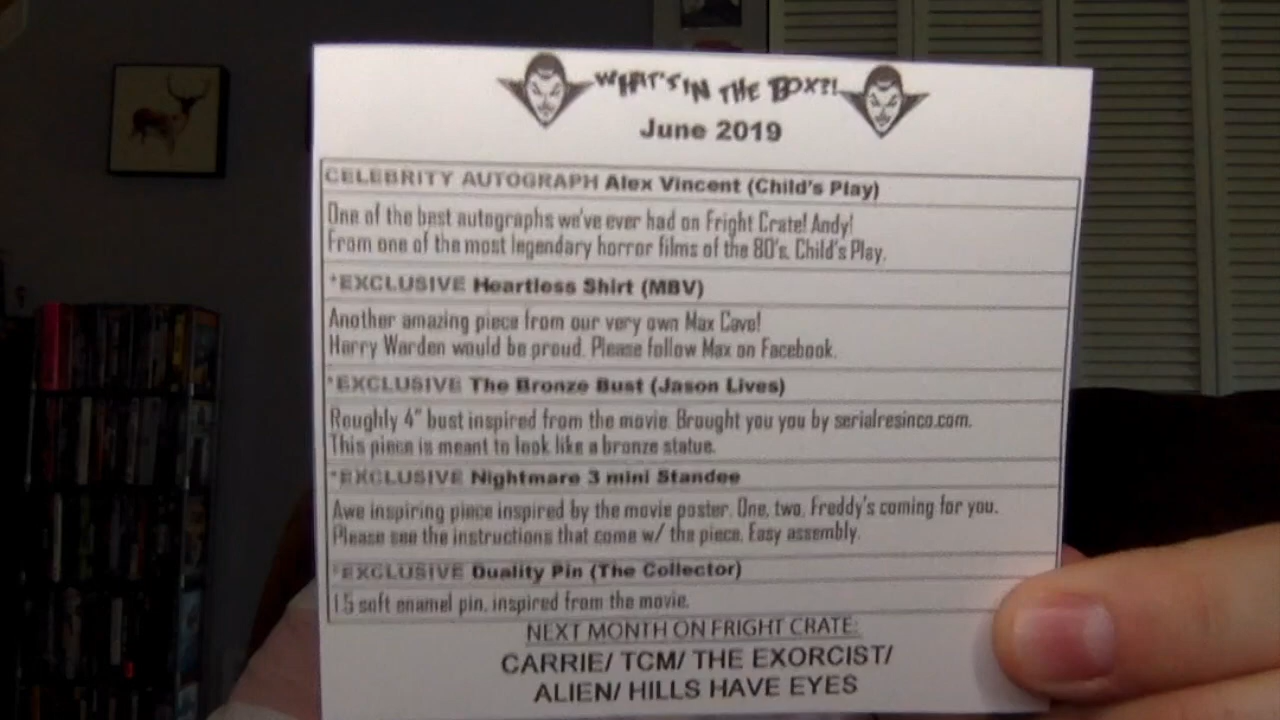 WHAT'S IN THE BOX?!
June 2019
CELEBRITY AUTOGRAPH Alex Vincent (Child's Play)
One of the best autographs we've ever had on Fright Crate! Andy!
From one of the most legendary horror films of the 80's, Child's Play.
*EXCLUSIVE Heartless Shirt (MBV)
Another amazing piece from our very own Max Cave!
Harry Warden would be proud. Please follow Max on Facebook.
*EXCLUSIVE The Bronze Bust (Jason Lives)
Roughly 4" bust inspired from the movie. Brought you you by serialresinco.com.
This piece is meant to look like a bronze statue.
*EXCLUSIVE Nightmare 3 mini Standee
Awe inspiring piece inspired by the movie poster. One, two, Freddy's coming for you.
Please see the instructions that come w/ the piece. Easy assembly.
*EXCLUSIVE Duality Pin (The Collector)
1.5 soft enamel pin, inspired from the movie.
NEXT MONTH ON FRIGHT CRATE:
CARRIE/ TCM/ THE EXORCIST/
ALIEN/ HILLS HAVE EYES